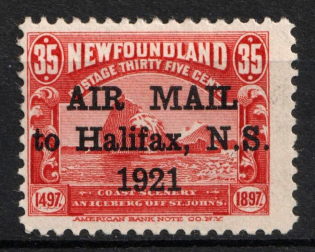 NEWFOUNDLAND
35 35
POSTAGE THIRTY FIVE CENTS
AIR MAIL
to Halifax, N.S.
1921
COAST SCENERY
1497 AN ICEBERG OFF ST. JOHNS. 1897
AMERICAN BANK NOTE CO. N.Y.